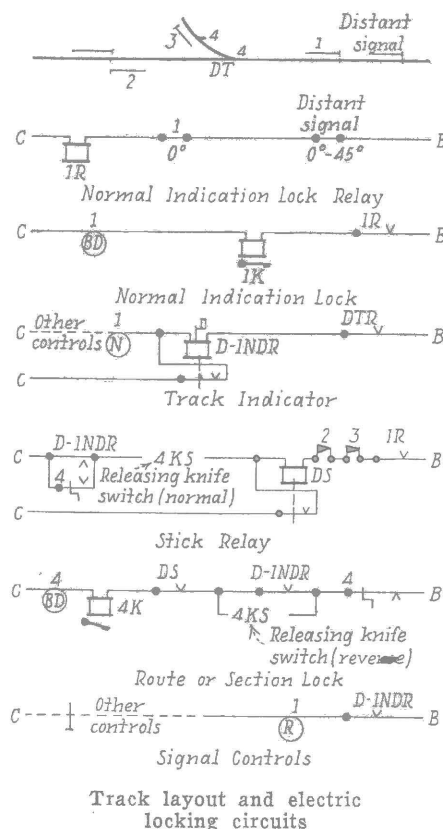 Distant
signal
1
3
4
4
DT
2
Distant
signal
C
1
B
1R
0°
0°-45°
Normal Indication Lock Relay
C
1
BD
1R
B
1K
Normal Indication Lock
C
Other
controls
1
N
D
D-1NDR
DTR
B
C
Track Indicator
C
D-1NDR
4KS
2
3
1R
B
4
Releasing knife
switch (normal)
DS
C
Stick Relay
C
4
BD
DS
D-1NDR
4
B
4K
4KS
Releasing knife
switch (reverse)
Route or Section Lock
C
Other
controls
1
R
D-1NDR
B
Signal Controls
Track layout and electric
locking circuits